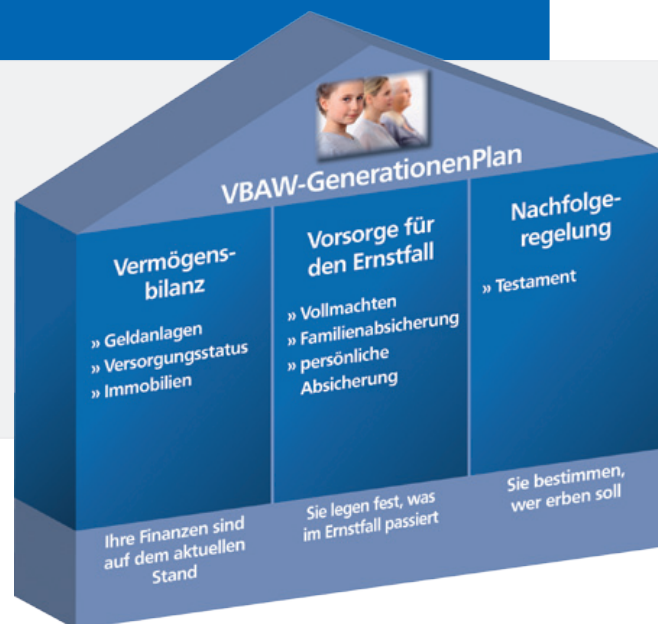 VBAW-GenerationenPlan
Vermögens-
bilanz
» Geldanlagen
» Versorgungsstatus
» Immobilien
Ihre Finanzen sind
auf dem aktuellen
Stand
Vorsorge für
den Ernstfall
» Vollmachten
» Familienabsicherung
» persönliche
Absicherung
Sie legen fest, was
im Ernstfall passiert
Nachfolge-
regelung
» Testament
Sie bestimmen,
wer erben soll